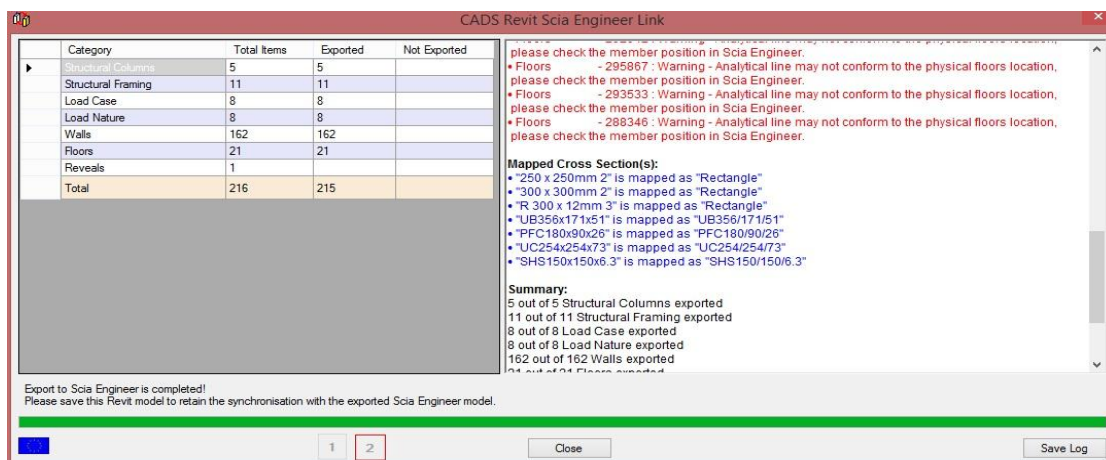 CADS Revit Scia Engineer Link
Category Total Items Exported Not Exported
Structural Columns 5 5
Structural Framing 11 11
Load Case 8 8
Load Nature 8 8
Walls 162 162
Floors 21 21
Reveals 1
Total 216 215
please check the member position in Scia Engineer.
• Floors - 295867 : Warning - Analytical line may not conform to the physical floors location,
please check the member position in Scia Engineer.
• Floors - 293533 : Warning - Analytical line may not conform to the physical floors location,
please check the member position in Scia Engineer.
• Floors - 288346 : Warning - Analytical line may not conform to the physical floors location,
please check the member position in Scia Engineer.
Mapped Cross Section(s):
• "250 x 250mm 2" is mapped as "Rectangle"
• "300 x 300mm 2" is mapped as "Rectangle"
• "R 300 x 12mm 3" is mapped as "Rectangle"
• "UB356x171x51" is mapped as "UB356/171/51"
• "PFC180x90x26" is mapped as "PFC180/90/26"
• "UC254x254x73" is mapped as "UC254/254/73"
• "SHS150x150x6.3" is mapped as "SHS150/150/6.3"
Summary:
5 out of 5 Structural Columns exported
11 out of 11 Structural Framing exported
8 out of 8 Load Case exported
8 out of 8 Load Nature exported
162 out of 162 Walls exported
21 out of 21 Floors exported
Export to Scia Engineer is completed!
Please save this Revit model to retain the synchronisation with the exported Scia Engineer model.
1 2 Close Save Log